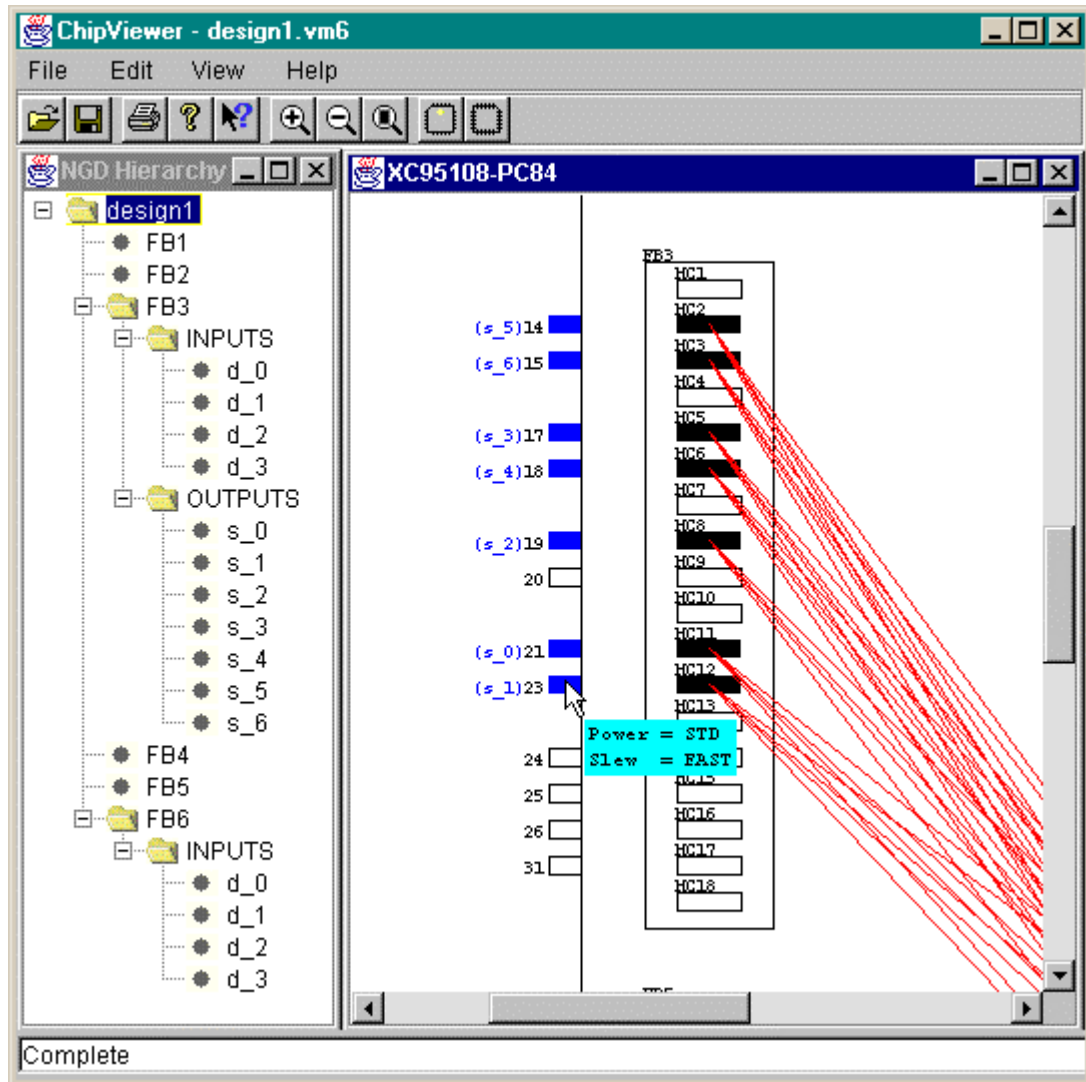 ChipViewer - design1.vm6
File Edit View Help
NGD Hierarchy
design1
FB1
FB2
FB3
INPUTS
d_0
d_1
d_2
d_3
OUTPUTS
s_0
s_1
s_2
s_3
s_4
s_5
s_6
FB4
FB5
FB6
INPUTS
d_0
d_1
d_2
d_3
XC95108-PC84
FB3
MC1
(s_5)14 MC2
(s_6)15 MC3
MC4
(s_3)17 MC5
(s_4)18 MC6
MC7
(s_2)19 MC8
20 MC9
MC10
(s_0)21 MC11
(s_1)23 MC12
MC13
Power = STD
Slew = FAST
24
25 MC15
26 MC16
31 MC17
MC18
Complete